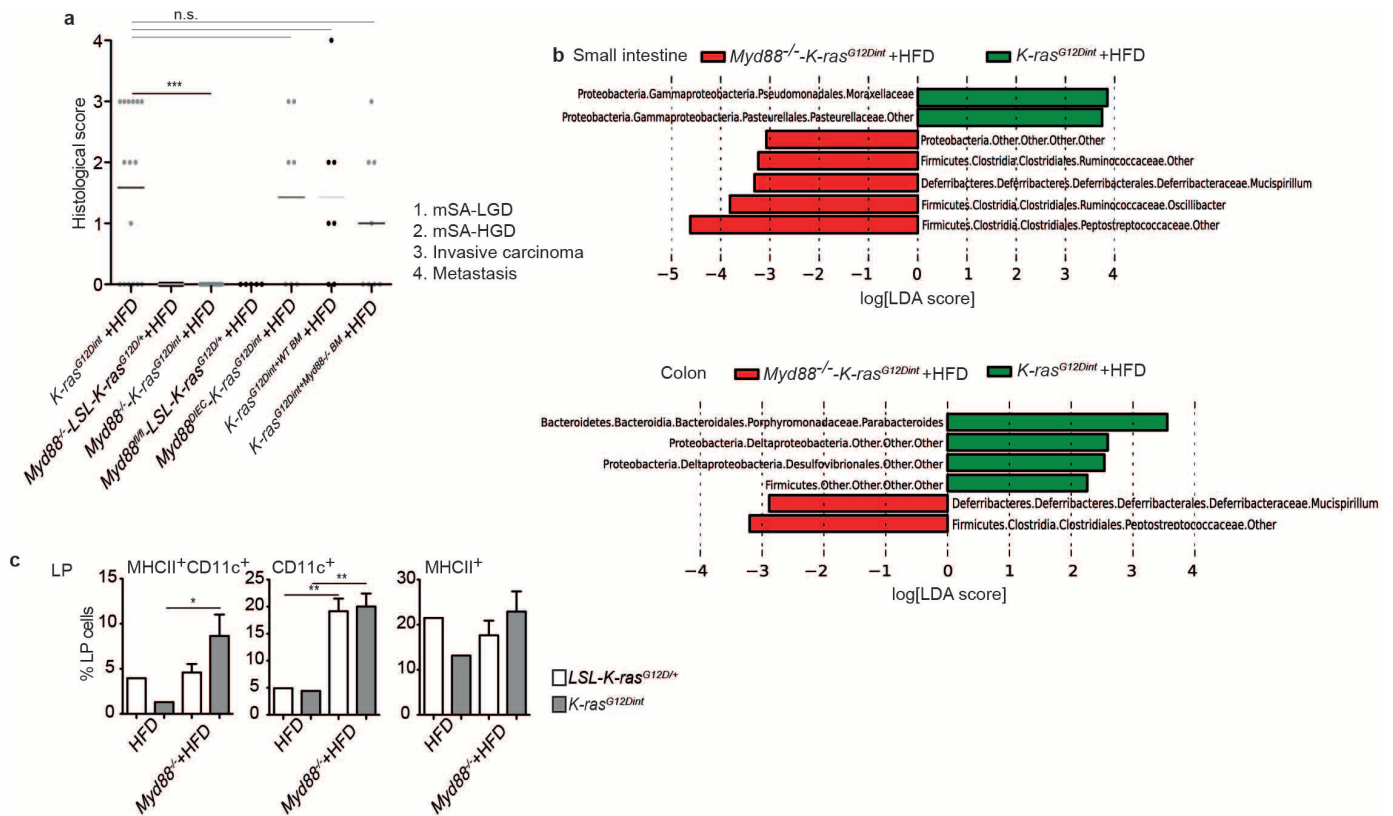 a
n.s.
***
Histological score
4
3
2
1
0
K-ras^G12Dint +HFD
Myd88^-/- -LSL-K-ras^G12D/+ +HFD
Myd88^-/- -K-ras^G12Dint +HFD
Myd88^fl/fl -LSL-K-ras^G12D/+ +HFD
Myd88^DIEC -K-ras^G12Dint +HFD
K-ras^G12Dint+WT BM +HFD
K-ras^G12Dint+Myd88-/- BM +HFD
1. mSA-LGD
2. mSA-HGD
3. Invasive carcinoma
4. Metastasis
b Small intestine Myd88^-/- -K-ras^G12Dint +HFD K-ras^G12Dint +HFD
Proteobacteria.Gammaproteobacteria.Pseudomonadales.Moraxellaceae
Proteobacteria.Gammaproteobacteria.Pasteurellales.Pasteurellaceae.Other
Proteobacteria.Other.Other.Other.Other
Firmicutes.Clostridia.Clostridiales.Ruminococcaceae.Other
Deferribacteres.Deferribacteres.Deferribacterales.Deferribacteraceae.Mucispirillum
Firmicutes.Clostridia.Clostridiales.Ruminococcaceae.Oscillibacter
Firmicutes.Clostridia.Clostridiales.Peptostreptococcaceae.Other
−5 −4 −3 −2 −1 0 1 2 3 4
log[LDA score]
Colon Myd88^-/- -K-ras^G12Dint +HFD K-ras^G12Dint +HFD
Bacteroidetes.Bacteroidia.Bacteroidales.Porphyromonadaceae.Parabacteroides
Proteobacteria.Deltaproteobacteria.Other.Other.Other
Proteobacteria.Deltaproteobacteria.Desulfovibrionales.Other.Other
Firmicutes.Other.Other.Other.Other
Deferribacteres.Deferribacteres.Deferribacterales.Deferribacteraceae.Mucispirillum
Firmicutes.Clostridia.Clostridiales.Peptostreptococcaceae.Other
−4 −3 −2 −1 0 1 2 3 4
log[LDA score]
c LP
MHCII+CD11c+
% LP cells
15
10
5
0
*
HFD
Myd88^-/- +HFD
CD11c+
25
20
15
10
5
0
**
**
HFD
Myd88^-/- +HFD
MHCII+
30
20
10
0
HFD
Myd88^-/- +HFD
LSL-K-ras^G12D/+
K-ras^G12Dint